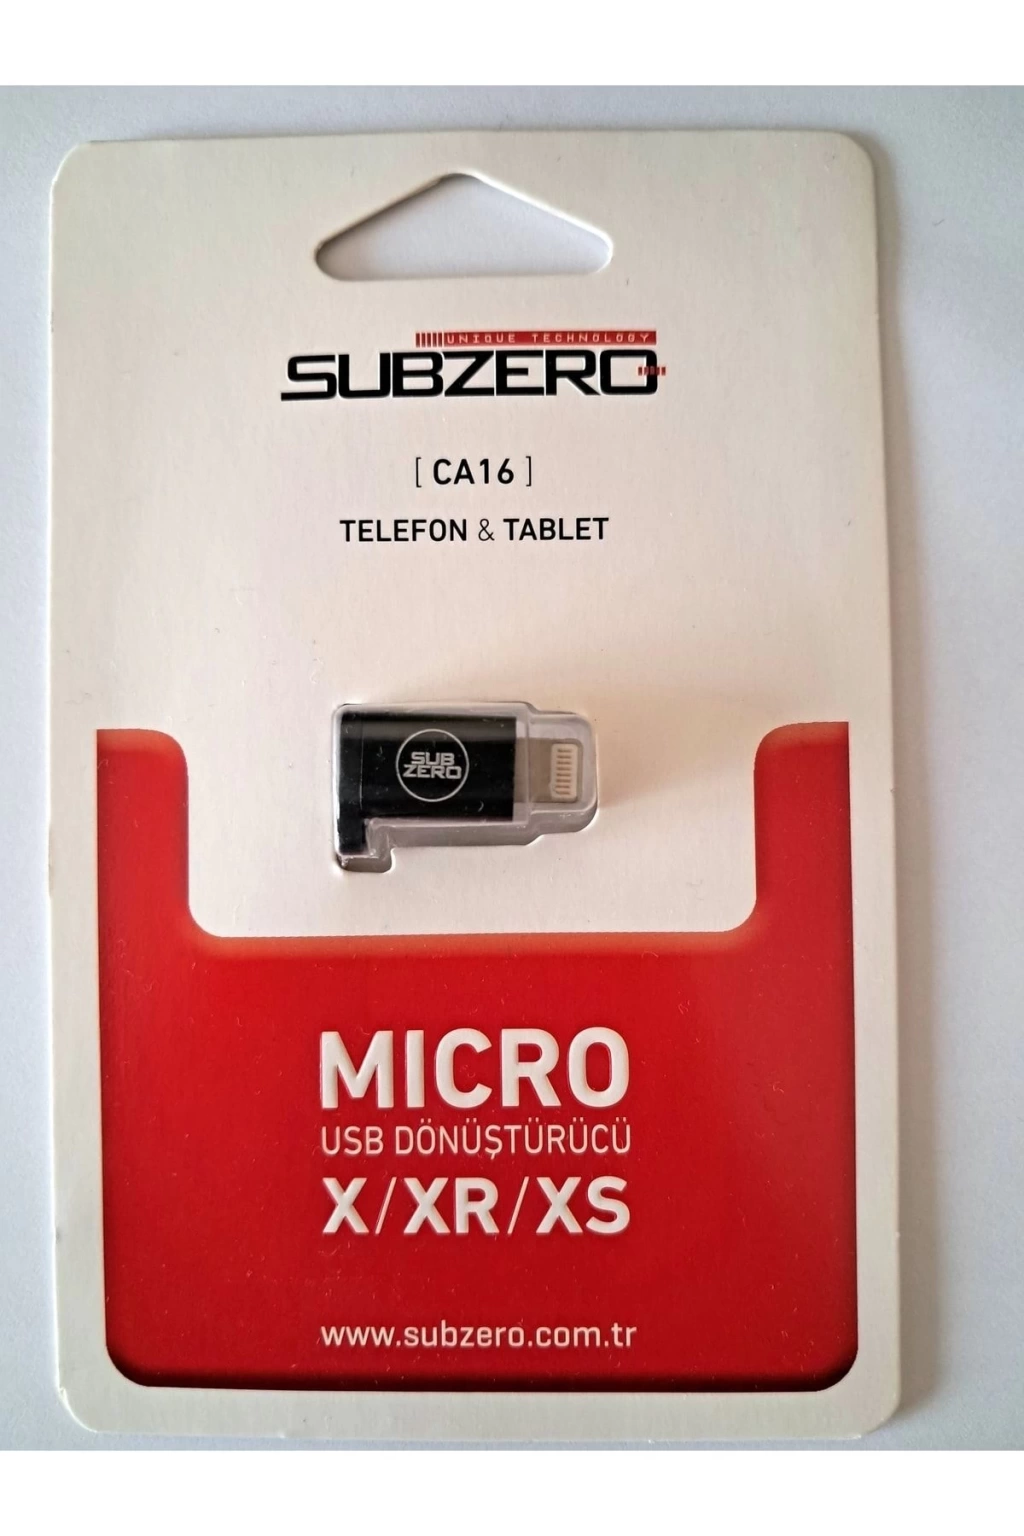 UNIQUE TECHNOLOGY
SUBZERO
[ CA16 ]
TELEFON & TABLET
SUB
ZERO
MICRO
USB DÖNÜŞTÜRÜCÜ
X/XR/XS
www.subzero.com.tr